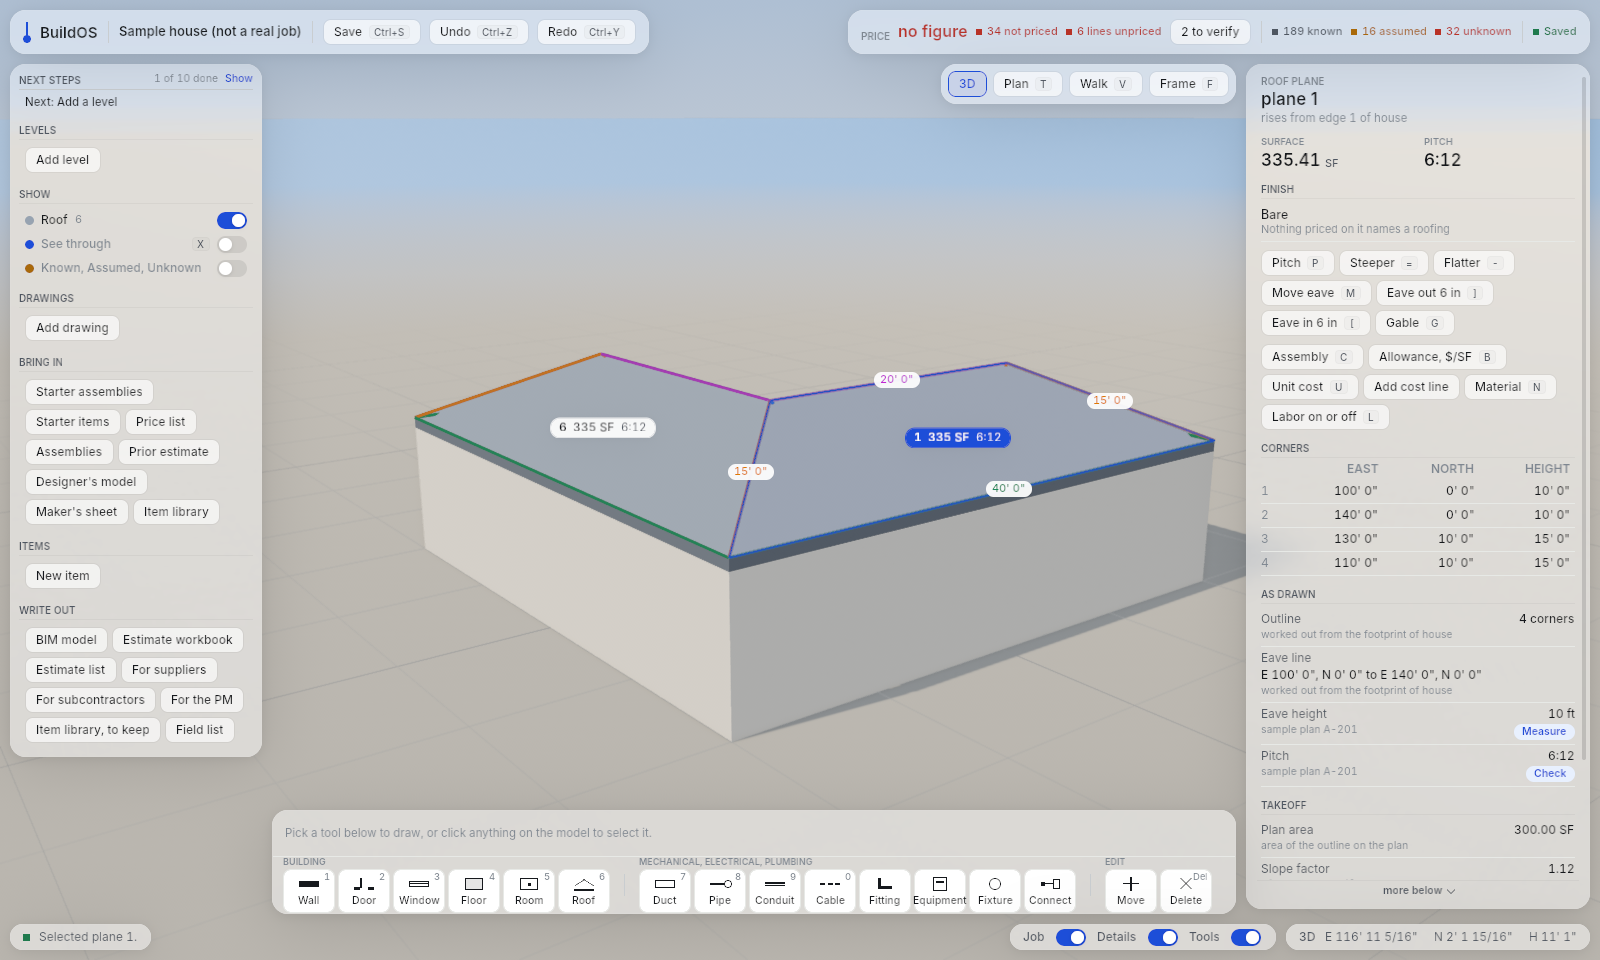 BuildOS
Sample house (not a real job)
Save Ctrl+S
Undo Ctrl+Z
Redo Ctrl+Y
PRICE no figure
34 not priced
6 lines unpriced
2 to verify
189 known
16 assumed
32 unknown
Saved
NEXT STEPS 1 of 10 done Show
Next: Add a level
LEVELS
Add level
SHOW
Roof 6
See through X
Known, Assumed, Unknown
DRAWINGS
Add drawing
BRING IN
Starter assemblies
Starter items Price list
Assemblies Prior estimate
Designer's model
Maker's sheet Item library
ITEMS
New item
WRITE OUT
BIM model Estimate workbook
Estimate list For suppliers
For subcontractors For the PM
Item library, to keep Field list
3D
Plan T
Walk V
Frame F
20' 0"
15' 0"
6 335 SF 6:12
1 335 SF 6:12
15' 0"
40' 0"
ROOF PLANE
plane 1
rises from edge 1 of house
SURFACE PITCH
335.41 SF 6:12
FINISH
Bare
Nothing priced on it names a roofing
Pitch P Steeper = Flatter -
Move eave M Eave out 6 in ]
Eave in 6 in [ Gable G
Assembly C Allowance, $/SF B
Unit cost U Add cost line Material N
Labor on or off L
CORNERS
EAST NORTH HEIGHT
1 100' 0" 0' 0" 10' 0"
2 140' 0" 0' 0" 10' 0"
3 130' 0" 10' 0" 15' 0"
4 110' 0" 10' 0" 15' 0"
AS DRAWN
Outline 4 corners
worked out from the footprint of house
Eave line
E 100' 0", N 0' 0" to E 140' 0", N 0' 0"
worked out from the footprint of house
Eave height 10 ft
sample plan A-201 Measure
Pitch 6:12
sample plan A-201 Check
TAKEOFF
Plan area 300.00 SF
area of the outline on the plan
Slope factor 1.12
more below
Pick a tool below to draw, or click anything on the model to select it.
BUILDING
Wall 1
Door 2
Window 3
Floor 4
Room 5
Roof 6
MECHANICAL, ELECTRICAL, PLUMBING
Duct 7
Pipe 8
Conduit 9
Cable 0
Fitting
Equipment
Fixture
Connect
EDIT
Move
Delete Del
Selected plane 1.
Job Details Tools
3D E 116' 11 5/16" N 2' 1 15/16" H 11' 1"